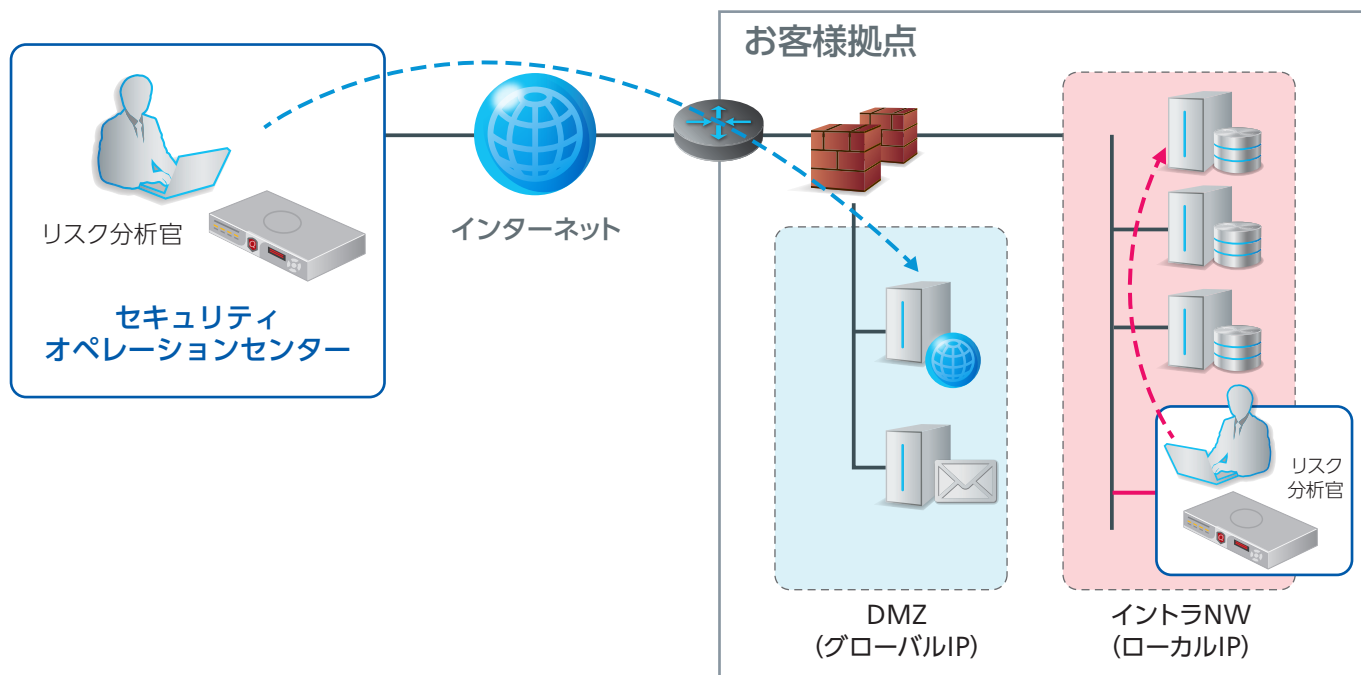 お客様拠点
リスク分析官
セキュリティ
オペレーションセンター
インターネット
リスク
分析官
DMZ
(グローバルIP)
イントラNW
(ローカルIP)